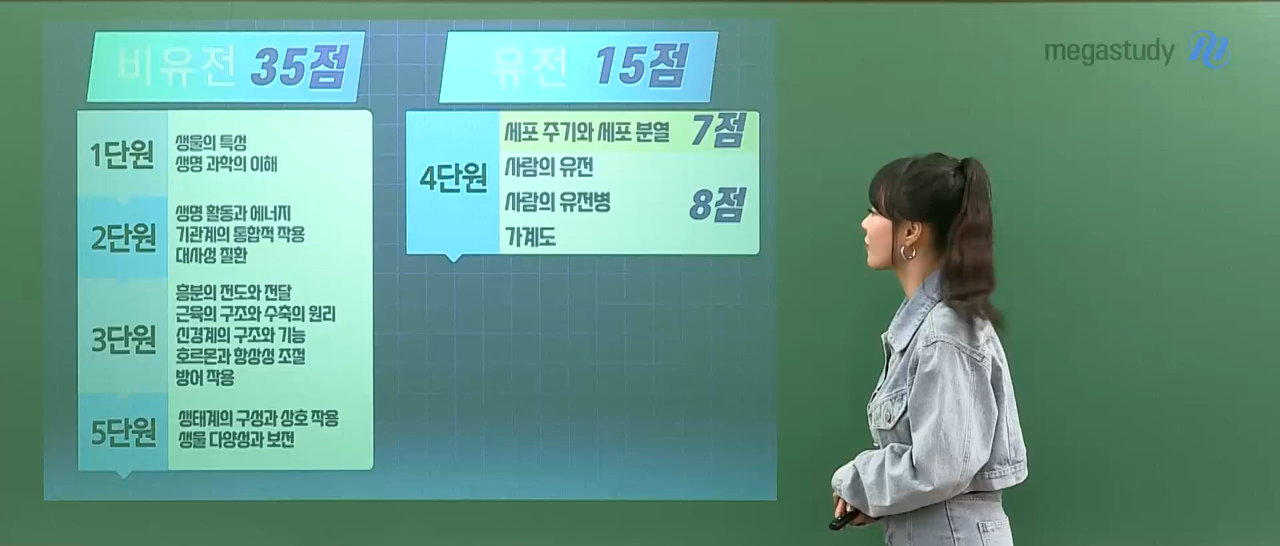 megastudy
비유전 35점
1단원
생물의 특성
생명 과학의 이해
2단원
생명 활동과 에너지
기관계의 통합적 작용
대사성 질환
3단원
흥분의 전도와 전달
근육의 구조와 수축의 원리
신경계의 구조와 기능
호르몬과 항상성 조절
방어 작용
5단원
생태계의 구성과 상호 작용
생물 다양성과 보전
유전 15점
4단원
세포 주기와 세포 분열 7점
사람의 유전
사람의 유전병 8점
가계도